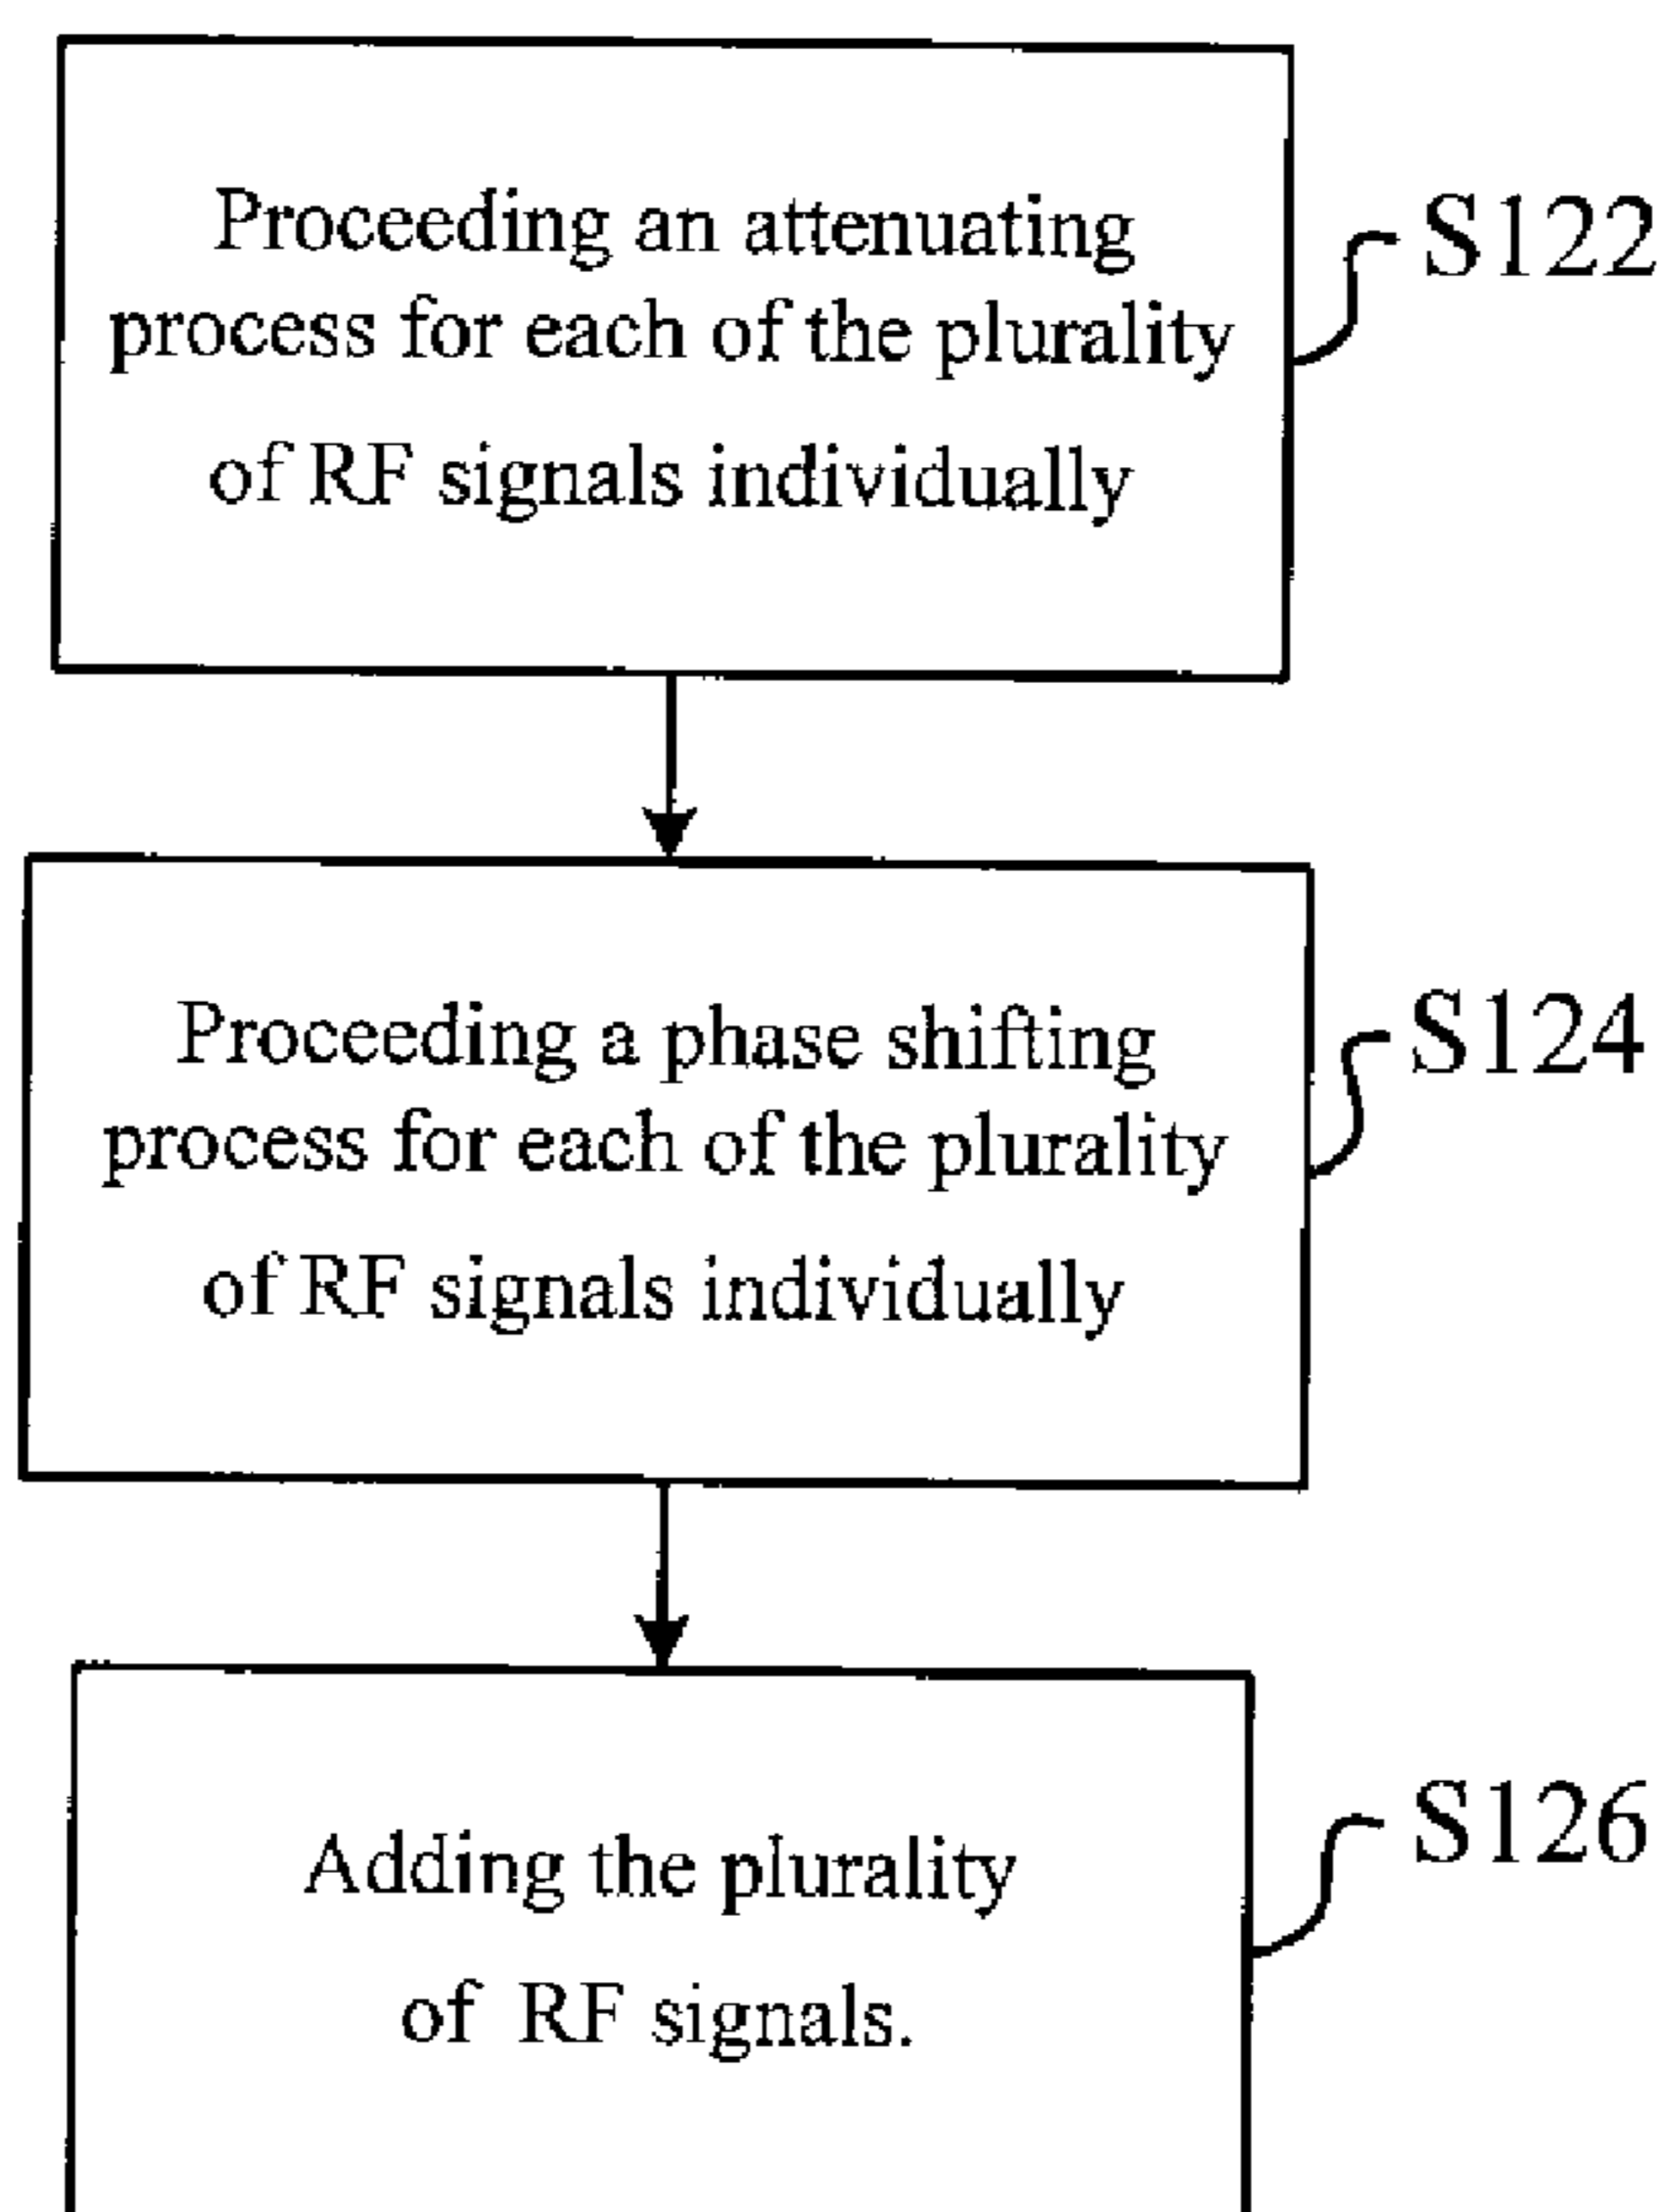 Proceeding an attenuating
process for each of the plurality
of RF signals individually
S122
Proceeding a phase shifting
process for each of the plurality
of RF signals individually
S124
Adding the plurality
of RF signals.
S126